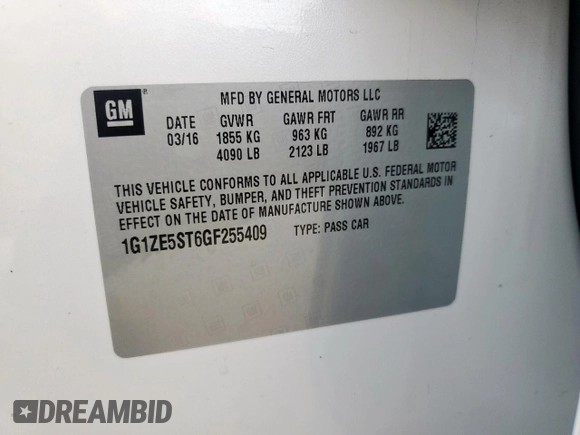 GM
MFD BY GENERAL MOTORS LLC
DATE GVWR GAWR FRT GAWR RR
03/16 1855 KG 963 KG 892 KG
4090 LB 2123 LB 1967 LB
THIS VEHICLE CONFORMS TO ALL APPLICABLE U.S. FEDERAL MOTOR
VEHICLE SAFETY, BUMPER, AND THEFT PREVENTION STANDARDS IN
EFFECT ON THE DATE OF MANUFACTURE SHOWN ABOVE.
1G1ZE5ST6GF255409 TYPE: PASS CAR
DREAMBID